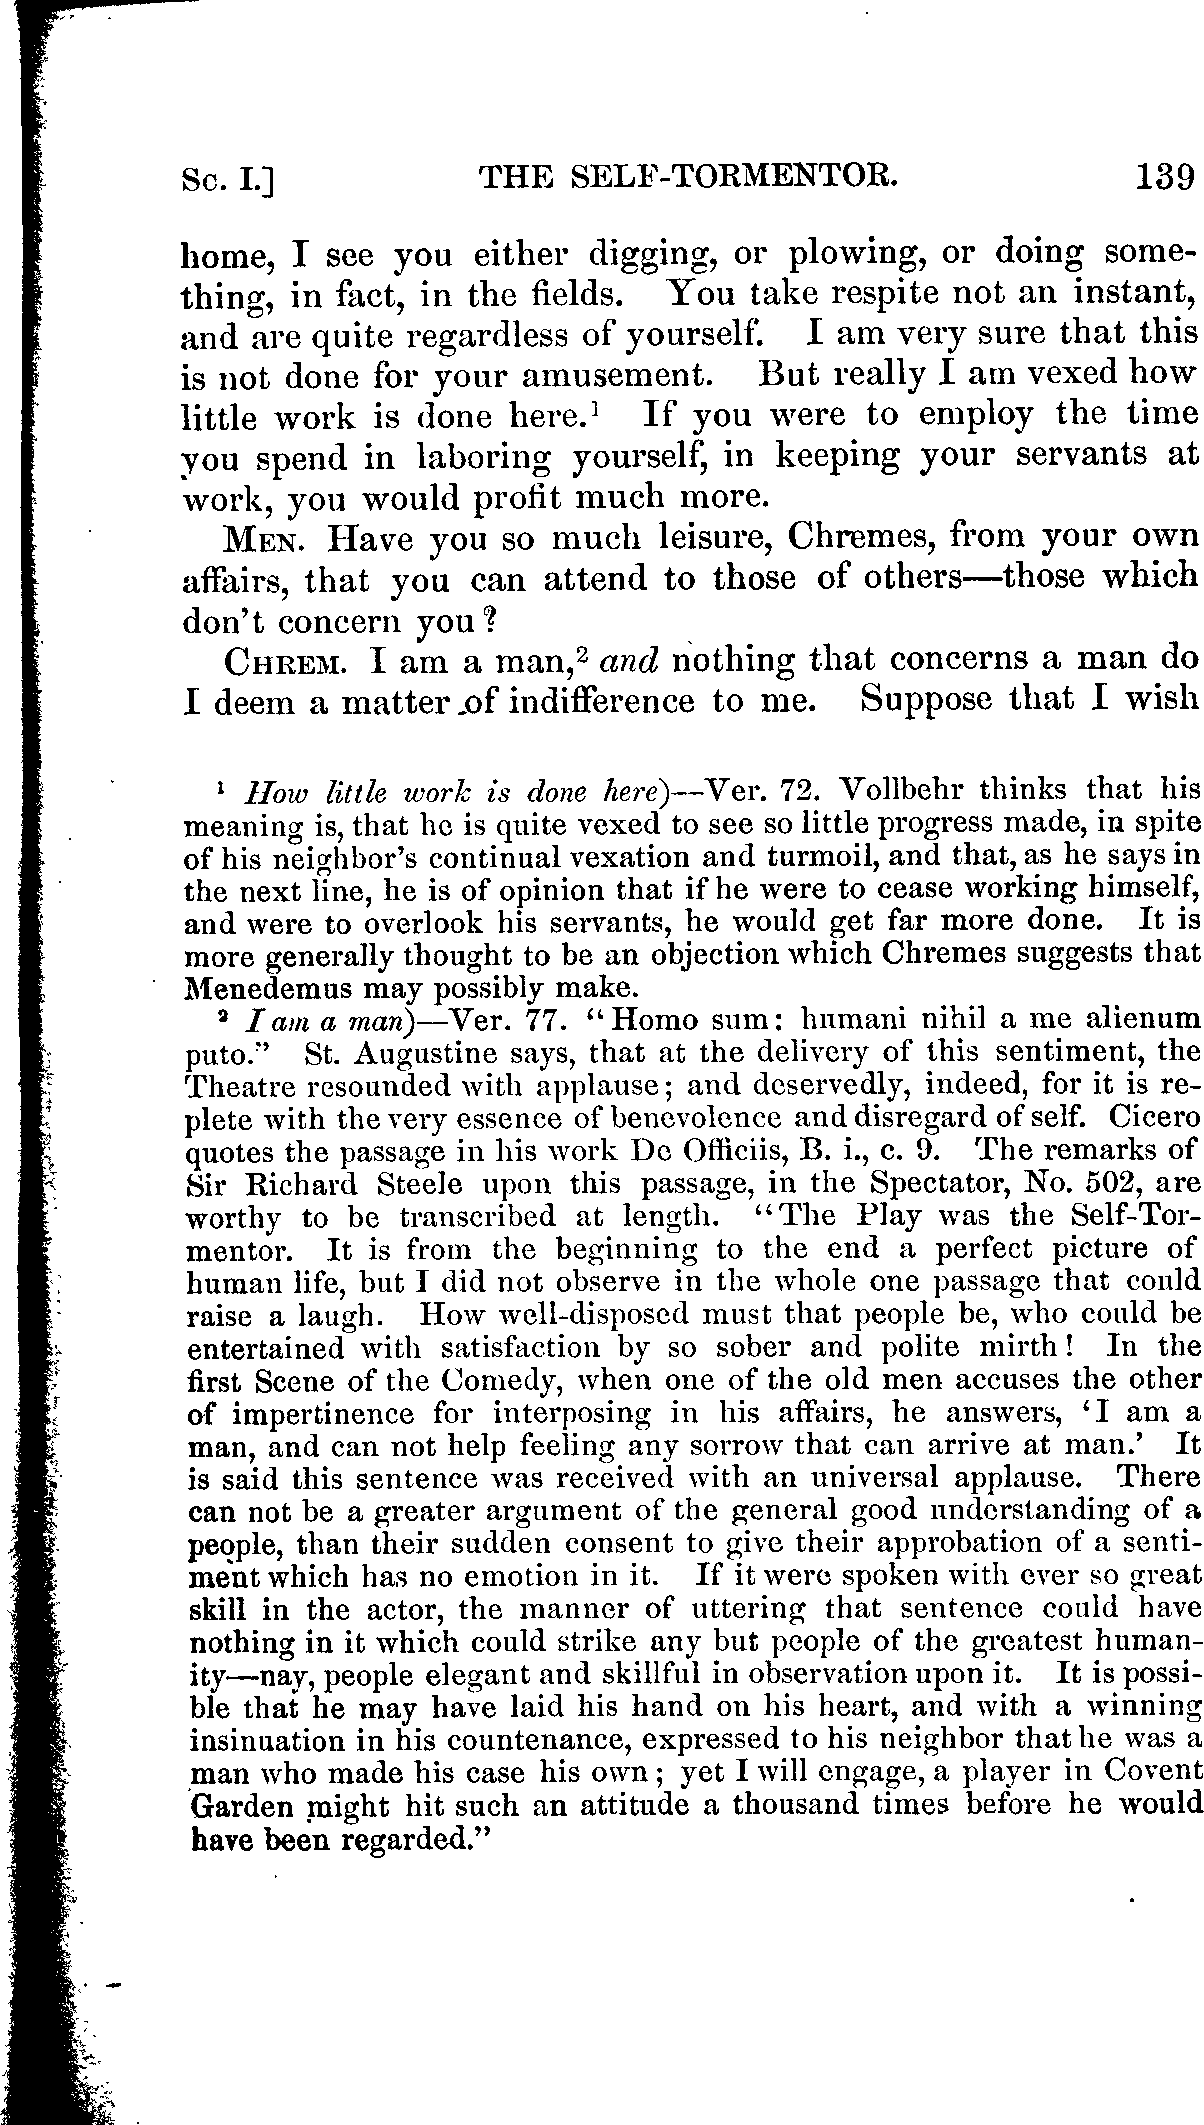 Sc. I.] THE SELF-TORMENTOR. 139
home, I see you either digging, or plowing, or doing some-
thing, in fact, in the fields. You take respite not an instant,
and are quite regardless of yourself. I am very sure that this
is not done for your amusement. But really I am vexed how
little work is done here.¹ If you were to employ the time
you spend in laboring yourself, in keeping your servants at
work, you would profit much more.
MEN. Have you so much leisure, Chremes, from your own
affairs, that you can attend to those of others—those which
don't concern you?
CHREM. I am a man,² and nothing that concerns a man do
I deem a matter of indifference to me. Suppose that I wish
¹ How little work is done here)—Ver. 72. Vollbehr thinks that his
meaning is, that he is quite vexed to see so little progress made, in spite
of his neighbor's continual vexation and turmoil, and that, as he says in
the next line, he is of opinion that if he were to cease working himself,
and were to overlook his servants, he would get far more done. It is
more generally thought to be an objection which Chremes suggests that
Menedemus may possibly make.
² I am a man)—Ver. 77. "Homo sum: humani nihil a me alienum
puto." St. Augustine says, that at the delivery of this sentiment, the
Theatre resounded with applause; and deservedly, indeed, for it is re-
plete with the very essence of benevolence and disregard of self. Cicero
quotes the passage in his work De Officiis, B. i., c. 9. The remarks of
Sir Richard Steele upon this passage, in the Spectator, No. 502, are
worthy to be transcribed at length. "The Play was the Self-Tor-
mentor. It is from the beginning to the end a perfect picture of
human life, but I did not observe in the whole one passage that could
raise a laugh. How well-disposed must that people be, who could be
entertained with satisfaction by so sober and polite mirth! In the
first Scene of the Comedy, when one of the old men accuses the other
of impertinence for interposing in his affairs, he answers, 'I am a
man, and can not help feeling any sorrow that can arrive at man.' It
is said this sentence was received with an universal applause. There
can not be a greater argument of the general good understanding of a
people, than their sudden consent to give their approbation of a senti-
ment which has no emotion in it. If it were spoken with ever so great
skill in the actor, the manner of uttering that sentence could have
nothing in it which could strike any but people of the greatest human-
ity—nay, people elegant and skillful in observation upon it. It is possi-
ble that he may have laid his hand on his heart, and with a winning
insinuation in his countenance, expressed to his neighbor that he was a
man who made his case his own; yet I will engage, a player in Covent
Garden might hit such an attitude a thousand times before he would
have been regarded."